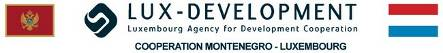 LUX-DEVELOPMENT
Luxembourg Agency for Development Cooperation
COOPERATION MONTENEGRO - LUXEMBOURG